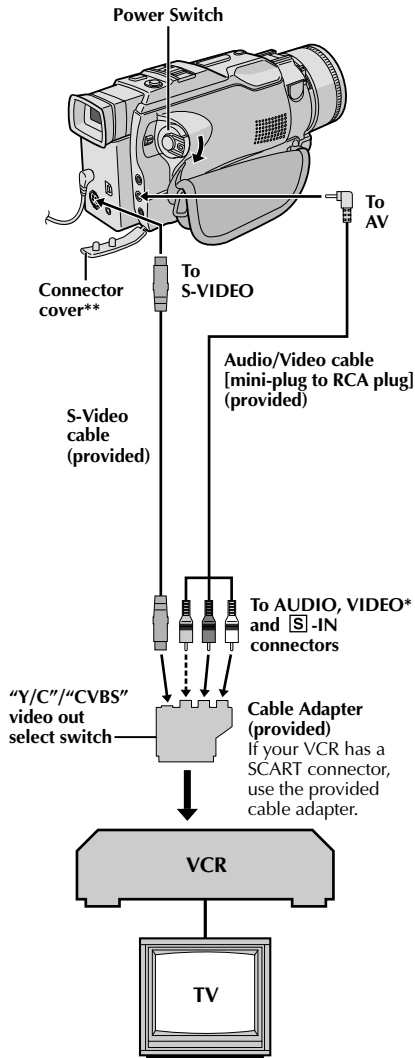 Power Switch
To
AV
Connector
cover**
To
S-VIDEO
Audio/Video cable
[mini-plug to RCA plug]
(provided)
S-Video
cable
(provided)
To AUDIO, VIDEO*
and S -IN
connectors
“Y/C”/“CVBS”
video out
select switch
Cable Adapter
(provided)
If your VCR has a
SCART connector,
use the provided
cable adapter.
VCR
TV